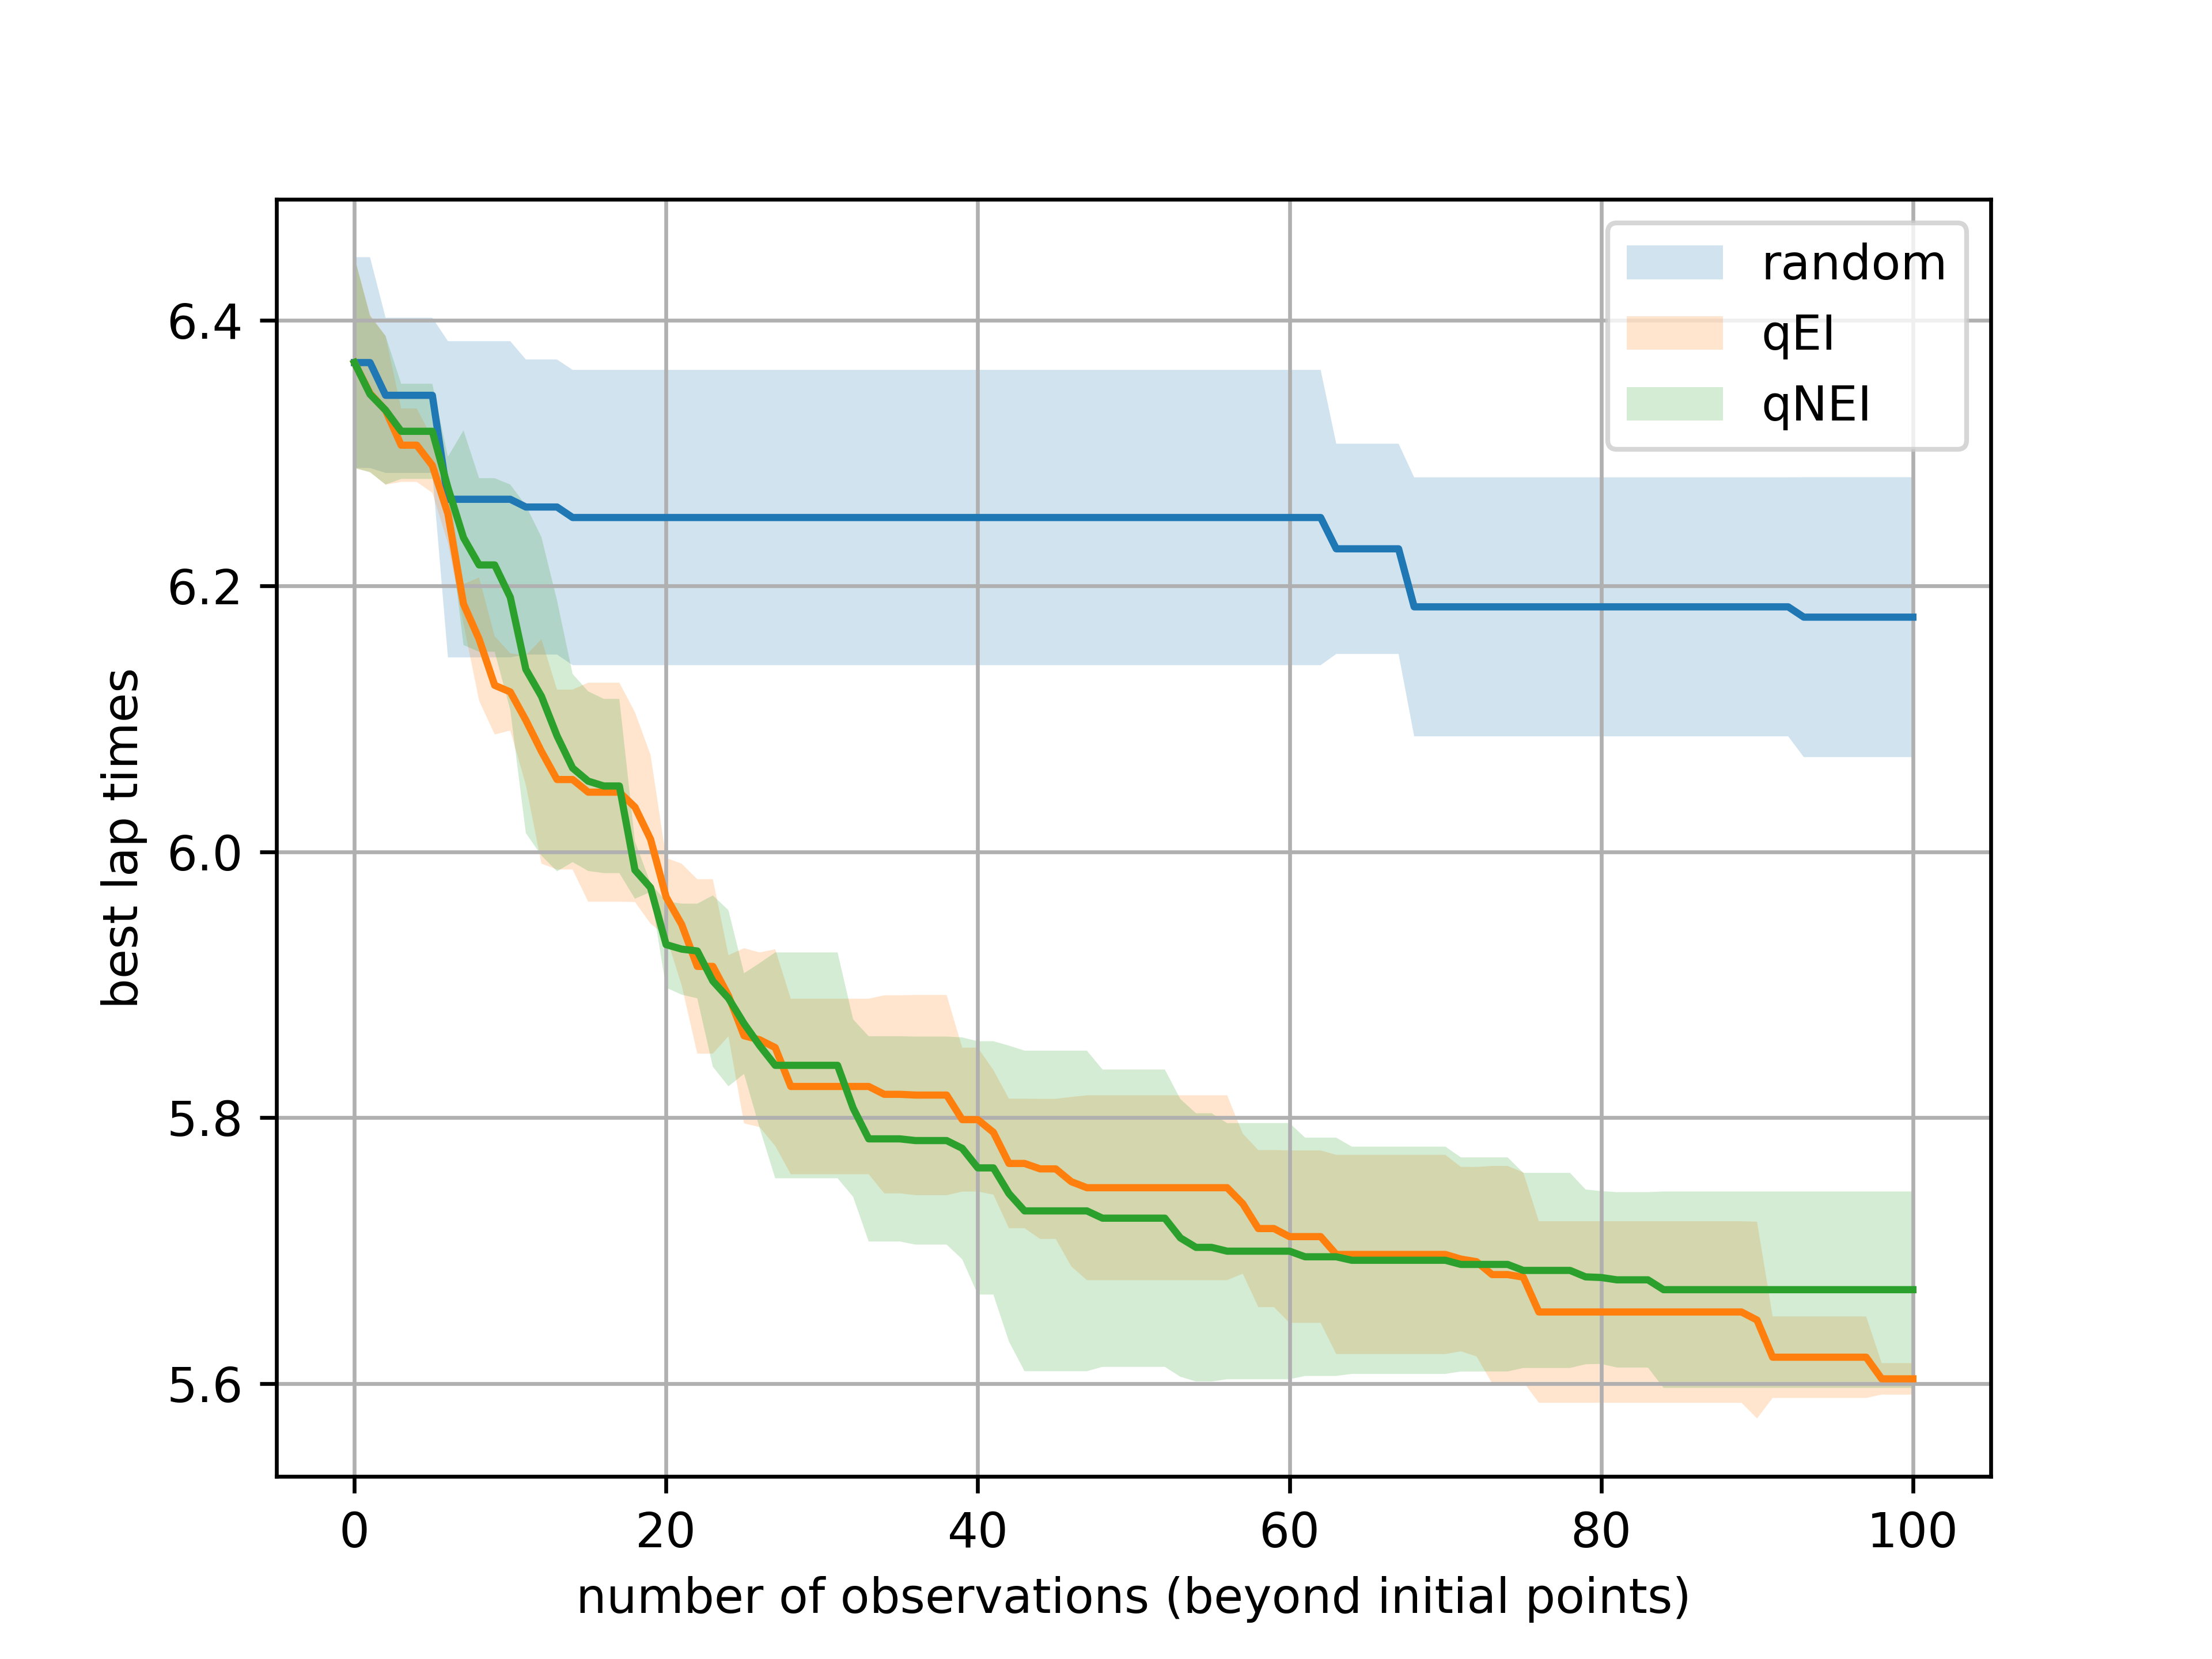 random
qEI
qNEI
6.4
6.2
6.0
5.8
5.6
best lap times
0 20 40 60 80 100
number of observations (beyond initial points)